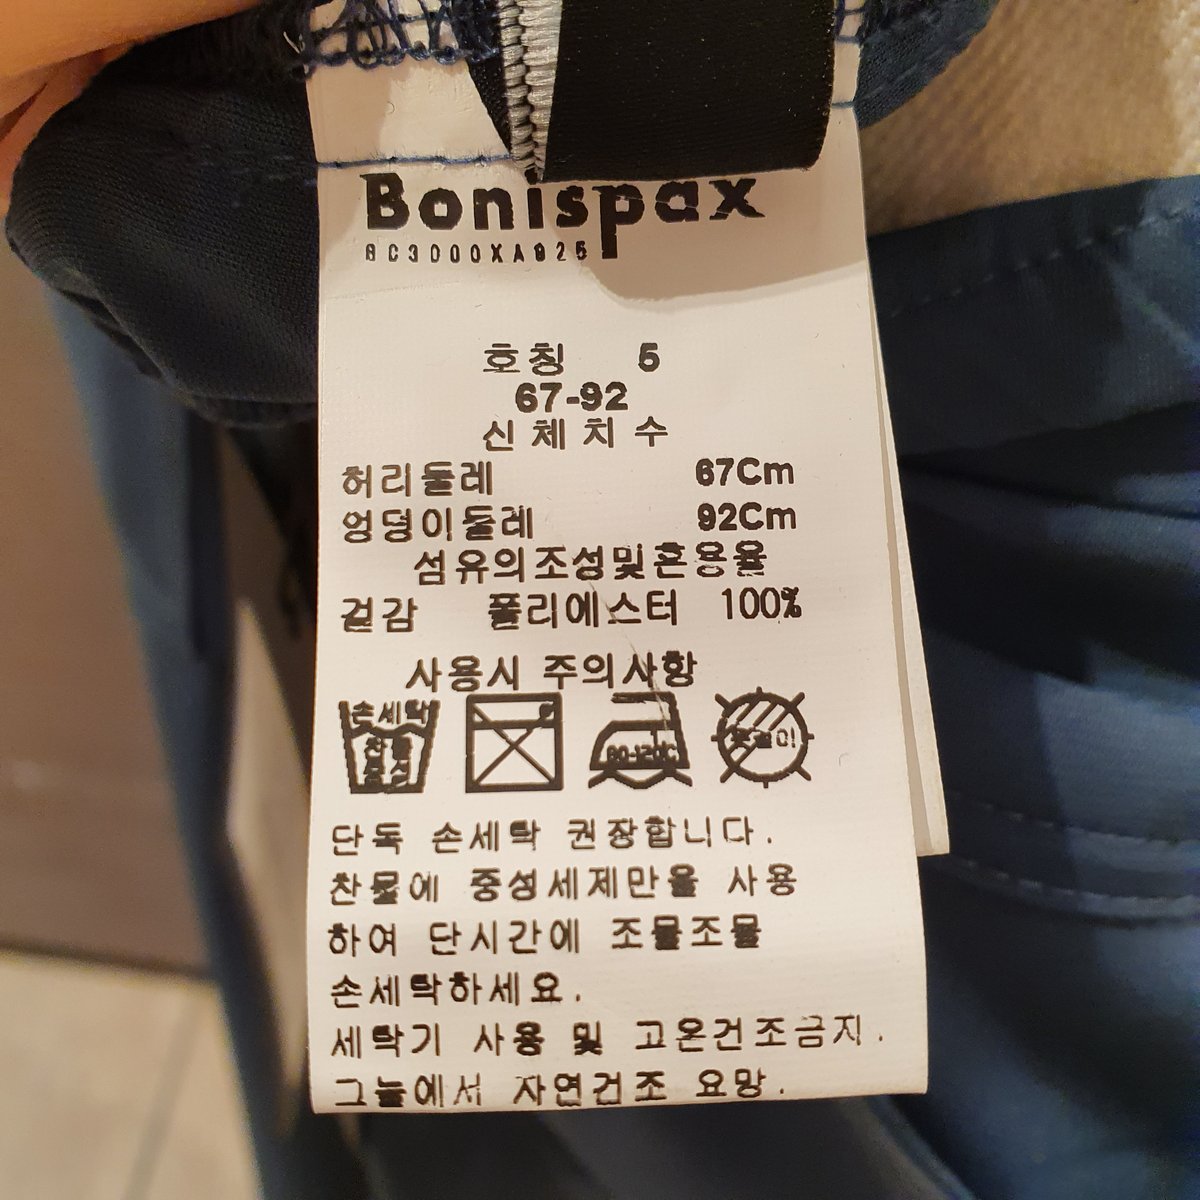 Bonispax
BC3000XA925
호칭 5
67-92
신체치수
허리둘레 67Cm
엉덩이둘레 92Cm
섬유의조성및혼용율
겉감 폴리에스터 100%
사용시 주의사항
손세탁
80-120℃
단독 손세탁 권장합니다.
찬물에 중성세제만을 사용
하여 단시간에 조물조물
손세탁하세요.
세탁기 사용 및 고온건조금지.
그늘에서 자연건조 요망.